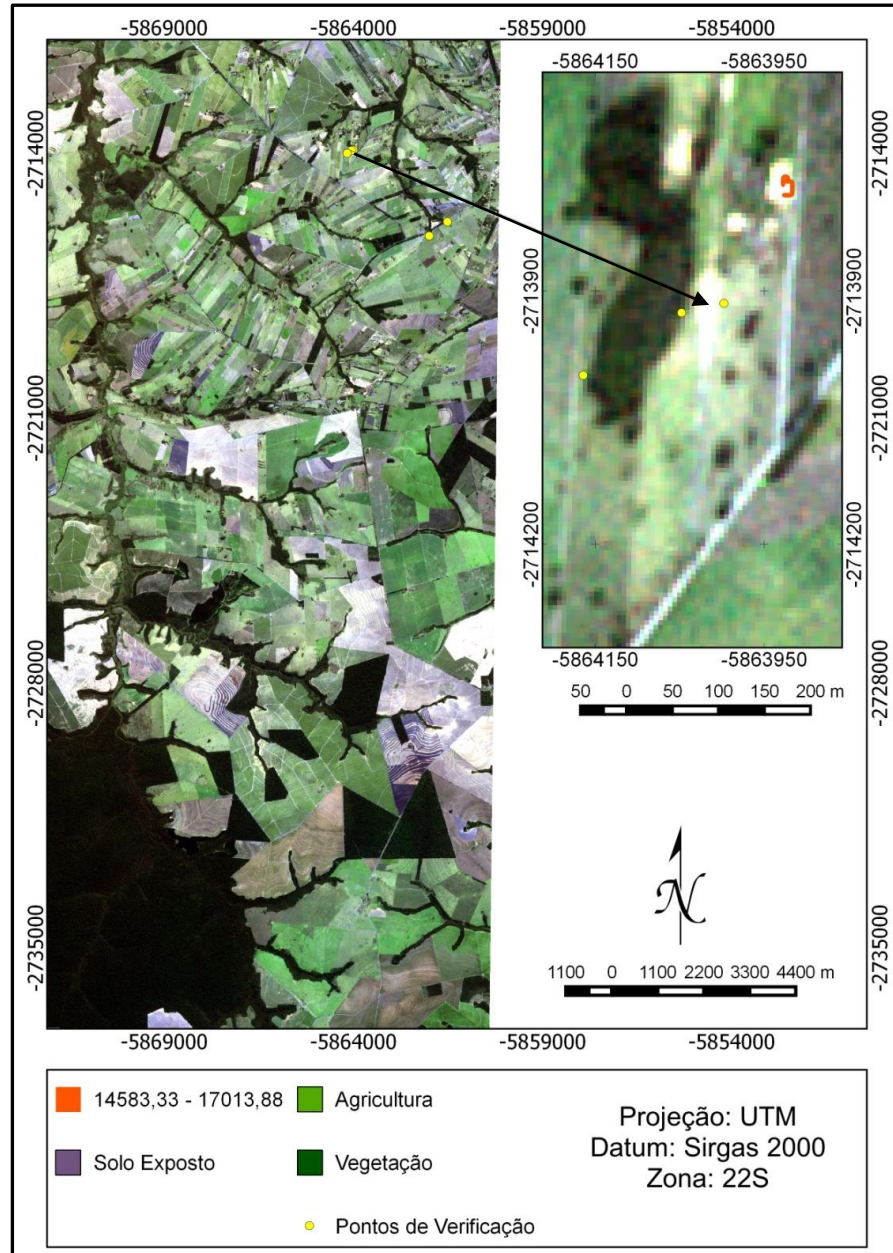 -5869000 -5864000 -5859000 -5854000
-5864150 -5863950
-2714000
-2721000
-2728000
-2735000
-2713900
-2714200
-2713900
-2714200
-2714000
-2721000
-2728000
-2735000
-5864150 -5863950
50 0 50 100 150 200 m
N
1100 0 1100 2200 3300 4400 m
-5869000 -5864000 -5859000 -5854000
14583,33 - 17013,88
Agricultura
Solo Exposto
Vegetação
Pontos de Verificação
Projeção: UTM
Datum: Sirgas 2000
Zona: 22S